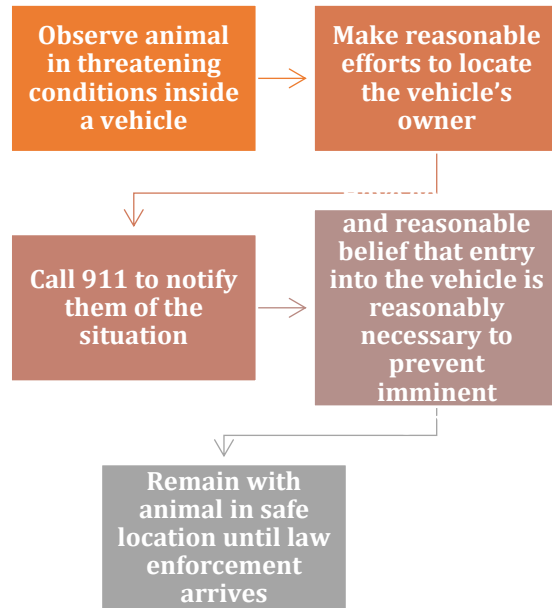 Observe animal
in threatening
conditions inside
a vehicle
Make reasonable
efforts to locate
the vehicle’s
owner
Call 911 to notify
them of the
situation
and reasonable
belief that entry
into the vehicle is
reasonably
necessary to
prevent
imminent
Remain with
animal in safe
location until law
enforcement
arrives